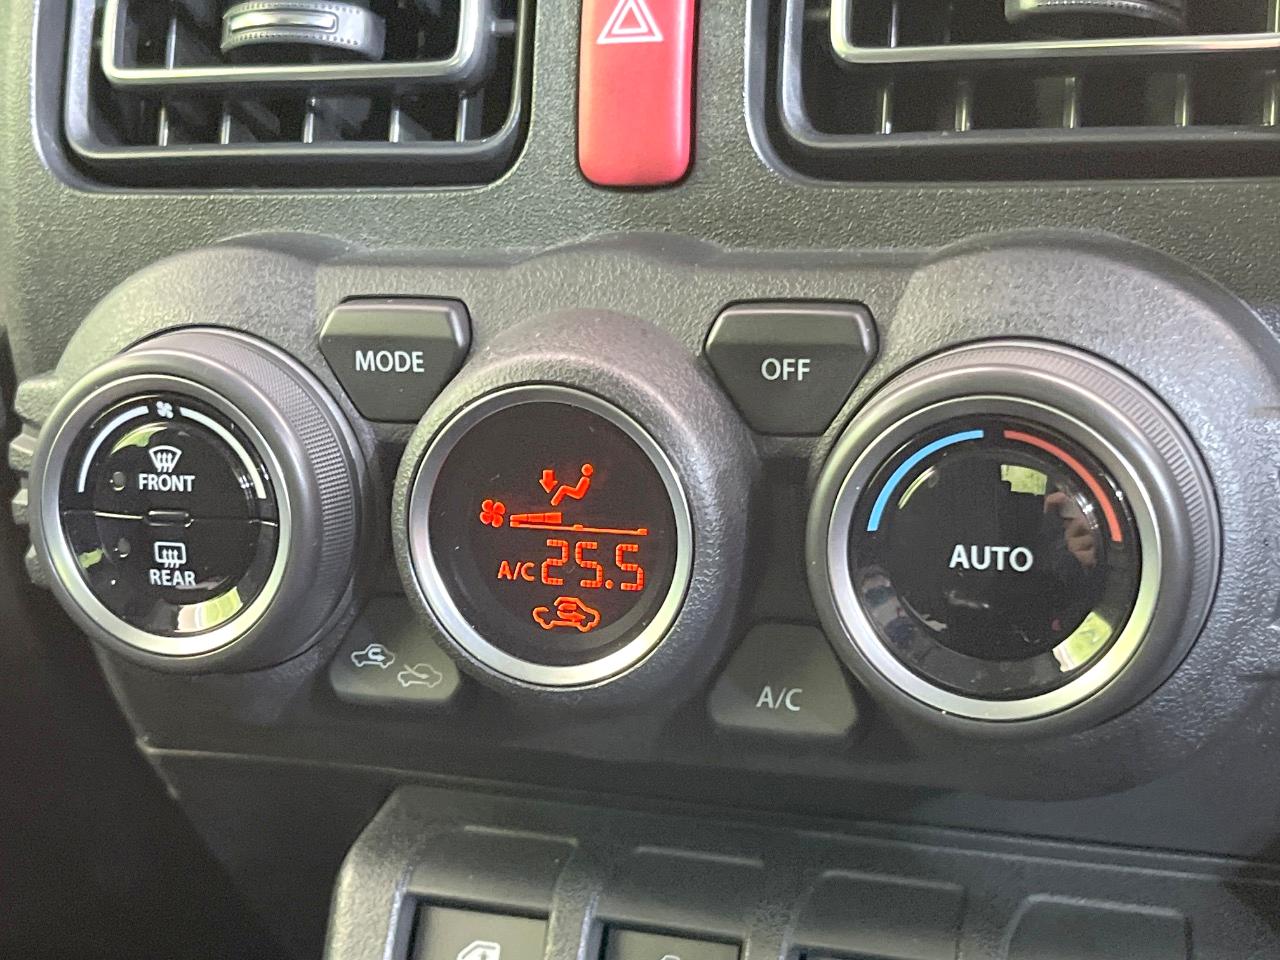 MODE
OFF
FRONT
REAR
A/C 25.5
AUTO
A/C